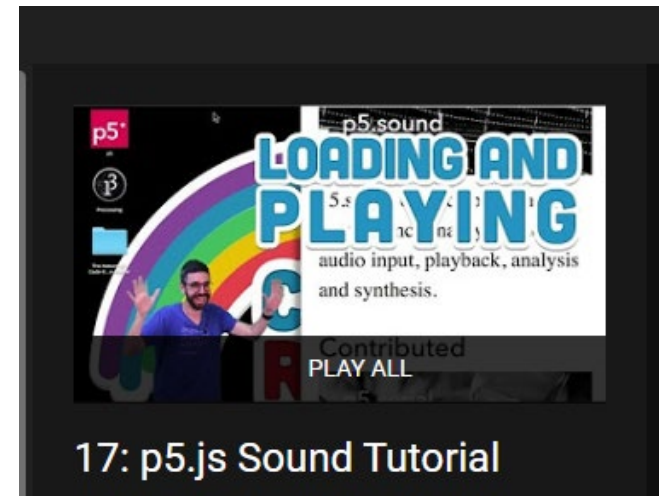 p5*
p5.sound
LOADING AND
PLAYING
Processing
audio input, playback, analysis
and synthesis.
Contributed
PLAY ALL
17: p5.js Sound Tutorial